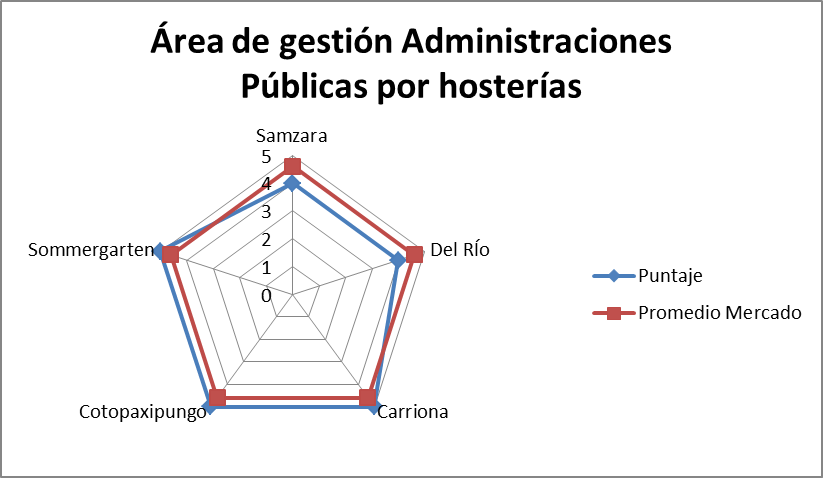 Área de gestión Administraciones
Públicas por hosterías
Samzara
5
4
3
2
1
0
Sommergarten
Del RÍo
Cotopaxipungo
Carriona
Puntaje
Promedio Mercado